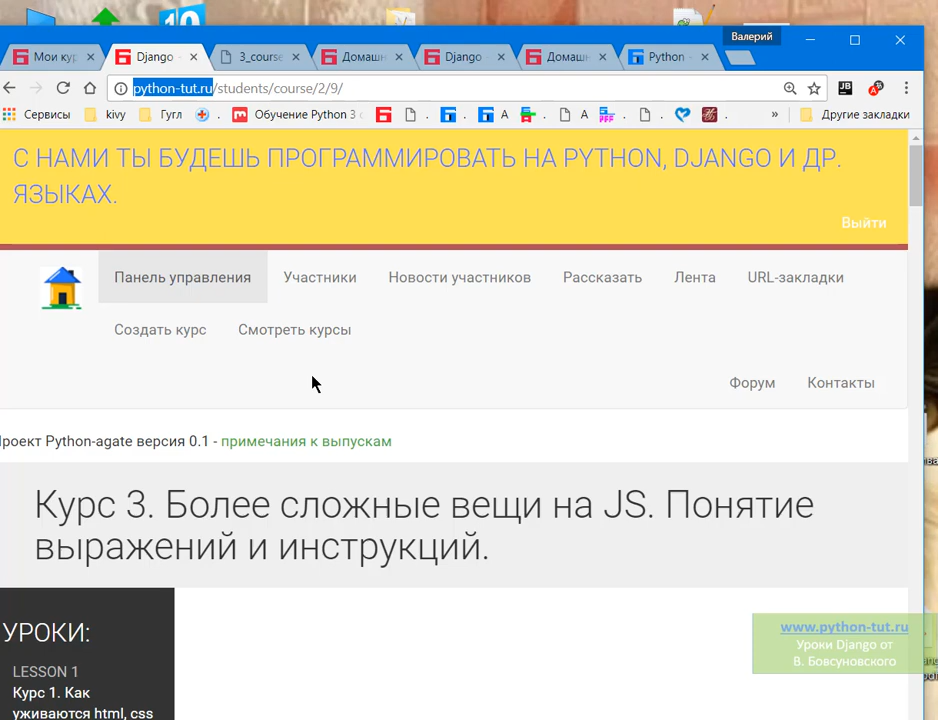 10
Валерий
Мои кур
Django
3_course
Домашн
Django
Домашн
Python
python-tut.ru/students/course/2/9/
Сервисы
kivy
Гугл
Обучение Python 3 с
А
А
Другие закладки
С НАМИ ТЫ БУДЕШЬ ПРОГРАММИРОВАТЬ НА PYTHON, DJANGO И ДР.
ЯЗЫКАХ.
Выйти
Панель управления
Участники
Новости участников
Рассказать
Лента
URL-закладки
Создать курс
Смотреть курсы
Форум
Контакты
Проект Python-agate версия 0.1 - примечания к выпускам
Курс 3. Более сложные вещи на JS. Понятие
выражений и инструкций.
УРОКИ:
LESSON 1
Курс 1. Как
уживаются html, css
www.python-tut.ru
Уроки Django от
В. Бовсуновского